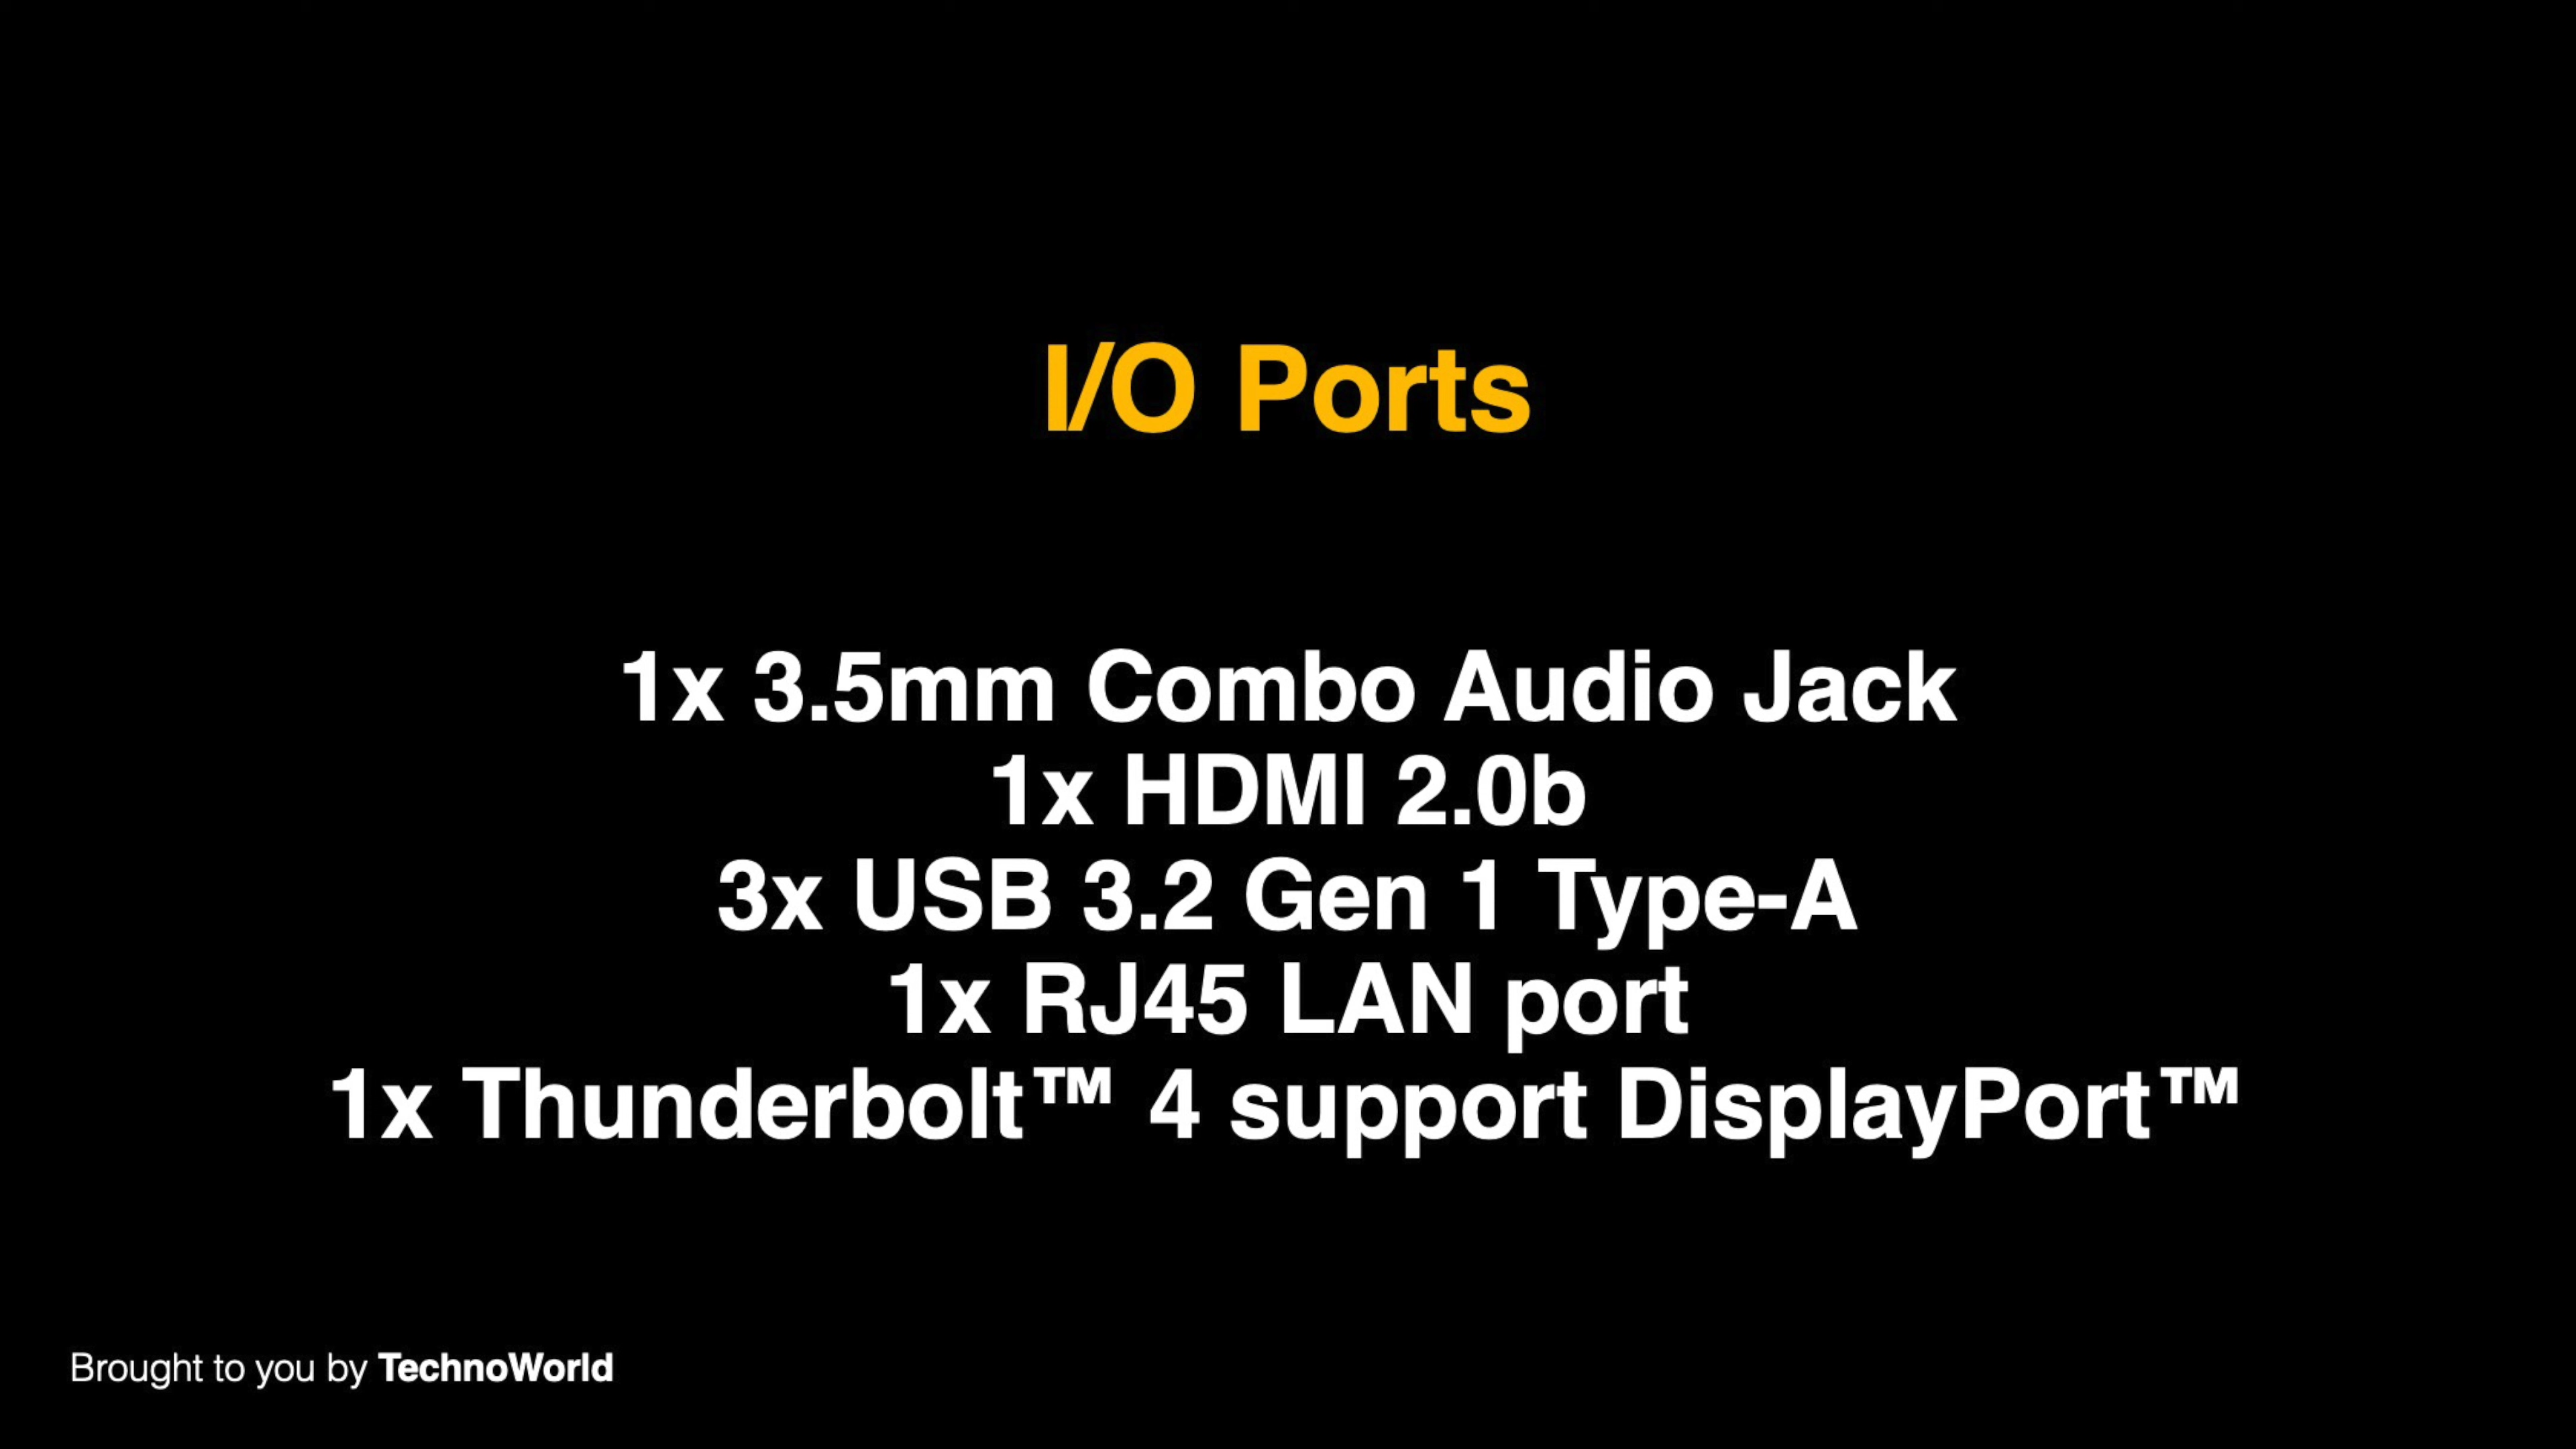 I/O Ports
1x 3.5mm Combo Audio Jack
1x HDMI 2.0b
3x USB 3.2 Gen 1 Type-A
1x RJ45 LAN port
1x Thunderbolt™ 4 support DisplayPort™
Brought to you by TechnoWorld